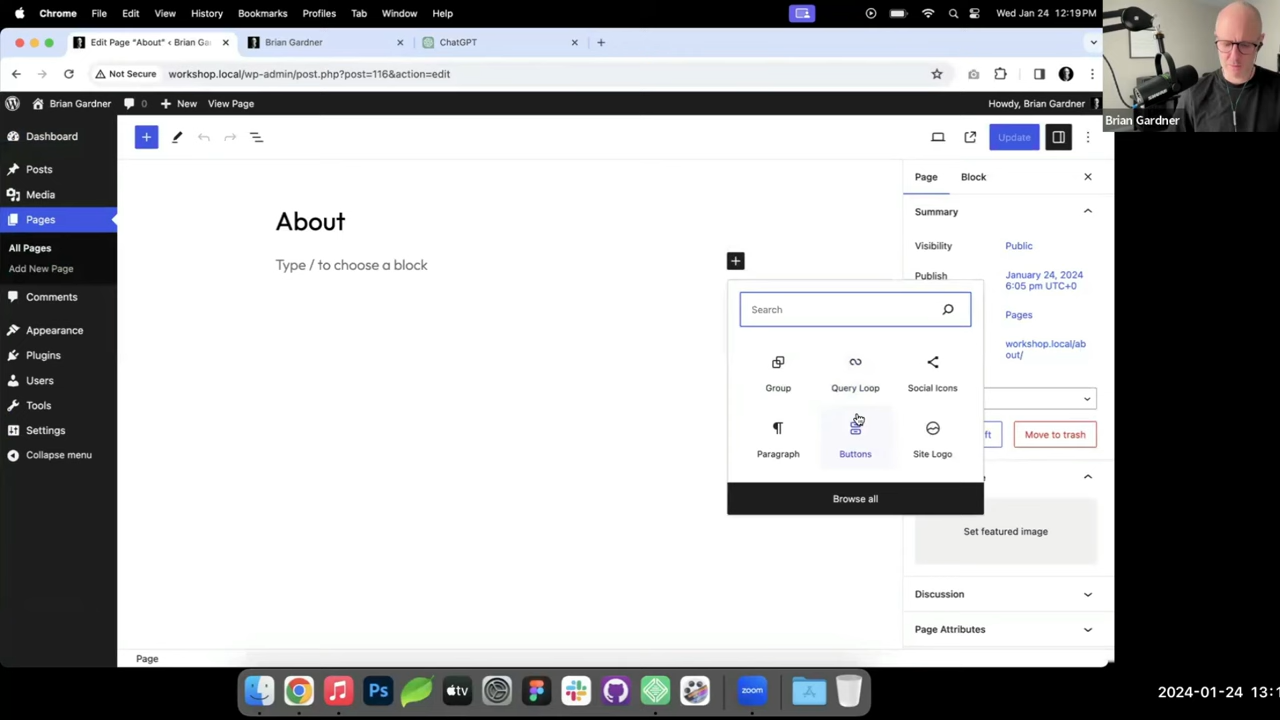 Chrome File Edit View History Bookmarks Profiles Tab Window Help Wed Jan 24 12:19 PM
Edit Page “About” ‹ Brian Ga Brian Gardner ChatGPT
Not Secure workshop.local/wp-admin/post.php?post=116&action=edit
Brian Gardner 0 New View Page Howdy, Brian Gardner
Brian Gardner
Dashboard
Posts
Media
Pages
All Pages
Add New Page
Comments
Appearance
Plugins
Users
Tools
Settings
Collapse menu
Update
About
Type / to choose a block
Search
Group Query Loop Social Icons
Paragraph Buttons Site Logo
Browse all
Page Block
Summary
Visibility Public
Publish January 24, 2024
6:05 pm UTC+0
Pages
workshop.local/ab
out/
ft Move to trash
Set featured image
Discussion
Page Attributes
Page
tv
zoom
2024-01-24 13:1